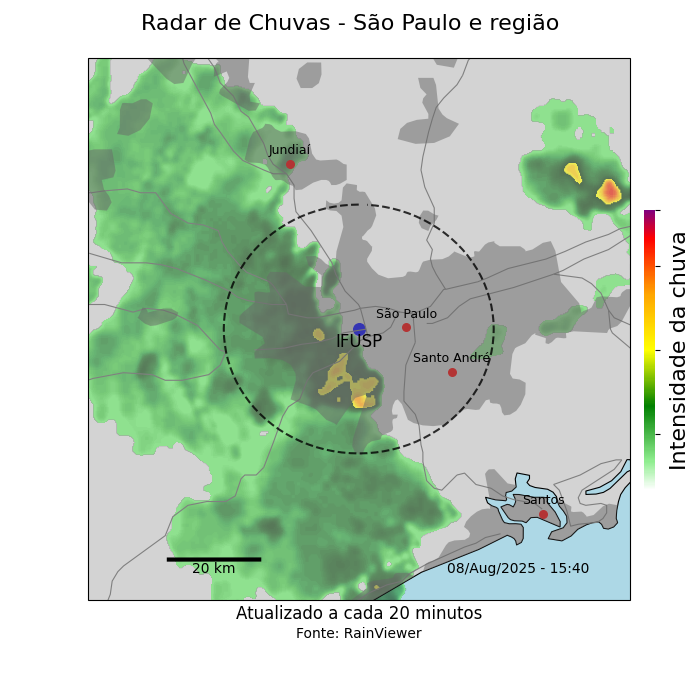 Radar de Chuvas - São Paulo e região
Jundiaí
São Paulo
IFUSP
Santo André
Santos
20 km
08/Aug/2025 - 15:40
Intensidade da chuva
Atualizado a cada 20 minutos
Fonte: RainViewer